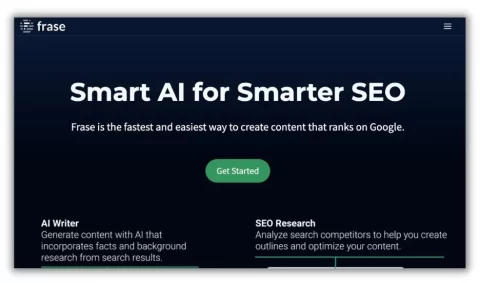 frase
Smart AI for Smarter SEO
Frase is the fastest and easiest way to create content that ranks on Google.
Get Started
AI Writer
Generate content with AI that
incorporates facts and background
research from search results.
SEO Research
Analyze search competitors to help you create
outlines and optimize your content.